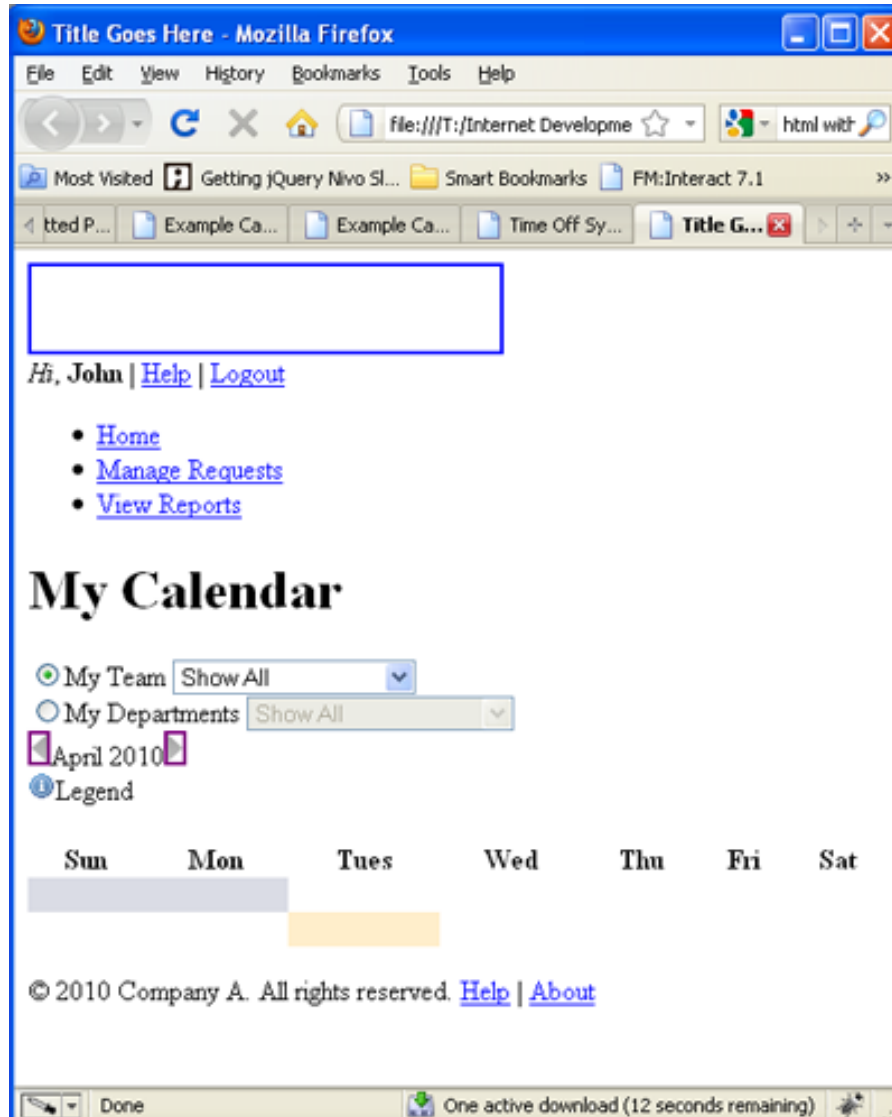 Title Goes Here - Mozilla Firefox
File Edit View History Bookmarks Tools Help
file:///T:/Internet Developme html with
Most Visited Getting jQuery Nivo Sl... Smart Bookmarks FM:Interact 7.1 »
tted P... Example Ca... Example Ca... Time Off Sy... Title G...
Hi, John | Help | Logout
• Home
• Manage Requests
• View Reports
My Calendar
My Team Show All
My Departments Show All
April 2010
Legend
Sun Mon Tues Wed Thu Fri Sat
© 2010 Company A. All rights reserved. Help | About
Done One active download (12 seconds remaining)